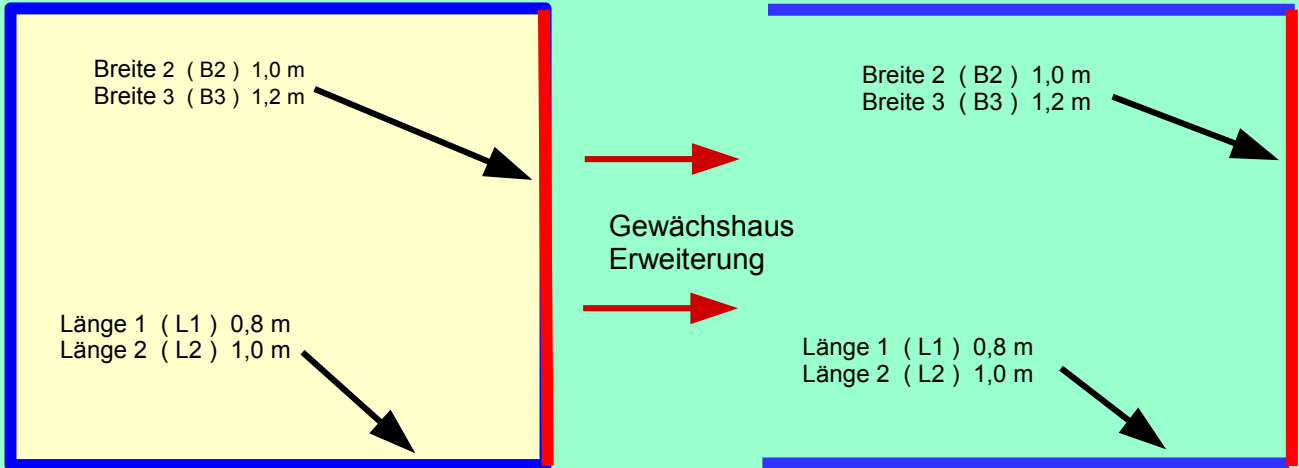 Breite 2 ( B2 ) 1,0 m
Breite 3 ( B3 ) 1,2 m
Länge 1 ( L1 ) 0,8 m
Länge 2 ( L2 ) 1,0 m
Gewächshaus
Erweiterung
Breite 2 ( B2 ) 1,0 m
Breite 3 ( B3 ) 1,2 m
Länge 1 ( L1 ) 0,8 m
Länge 2 ( L2 ) 1,0 m